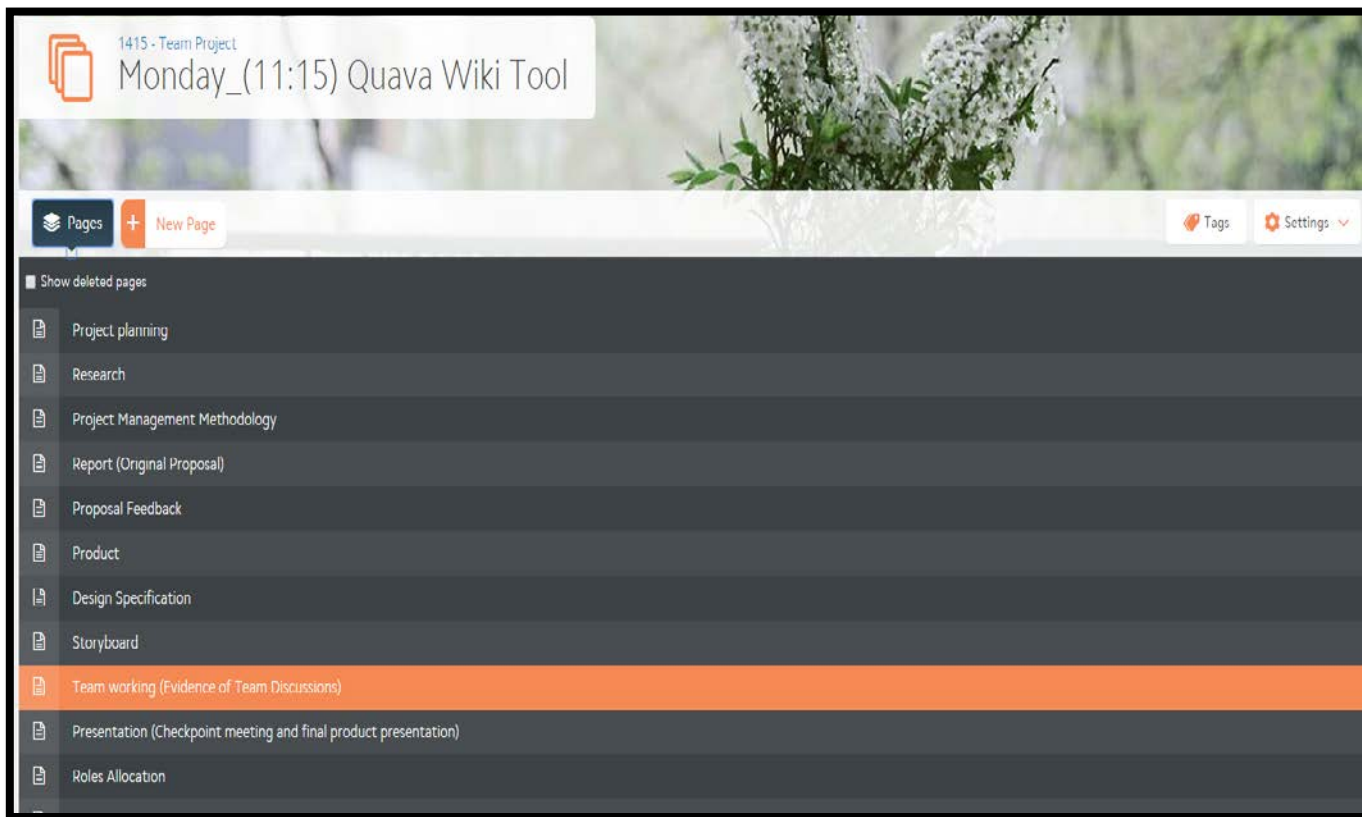 1415 - Team Project
Monday_(11:15) Quava Wiki Tool
Pages
+ New Page
Tags
Settings
Show deleted pages
Project planning
Research
Project Management Methodology
Report (Original Proposal)
Proposal Feedback
Product
Design Specification
Storyboard
Team working (Evidence of Team Discussions)
Presentation (Checkpoint meeting and final product presentation)
Roles Allocation